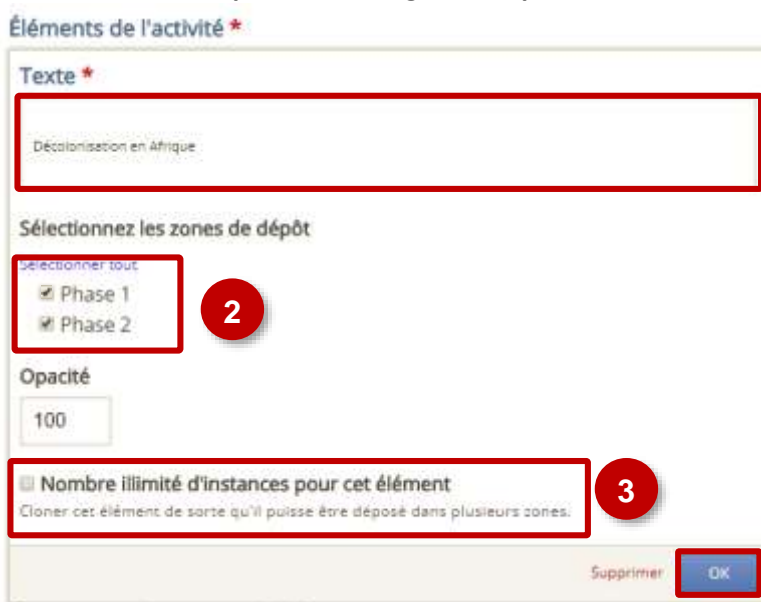 Éléments de l'activité *
Texte *
Décolonisation en Afrique
Sélectionnez les zones de dépôt
Sélectionner tout
Phase 1
Phase 2
2
Opacité
100
Nombre illimité d'instances pour cet élément
Cloner cet élément de sorte qu'il puisse être déposé dans plusieurs zones.
3
Supprimer OK